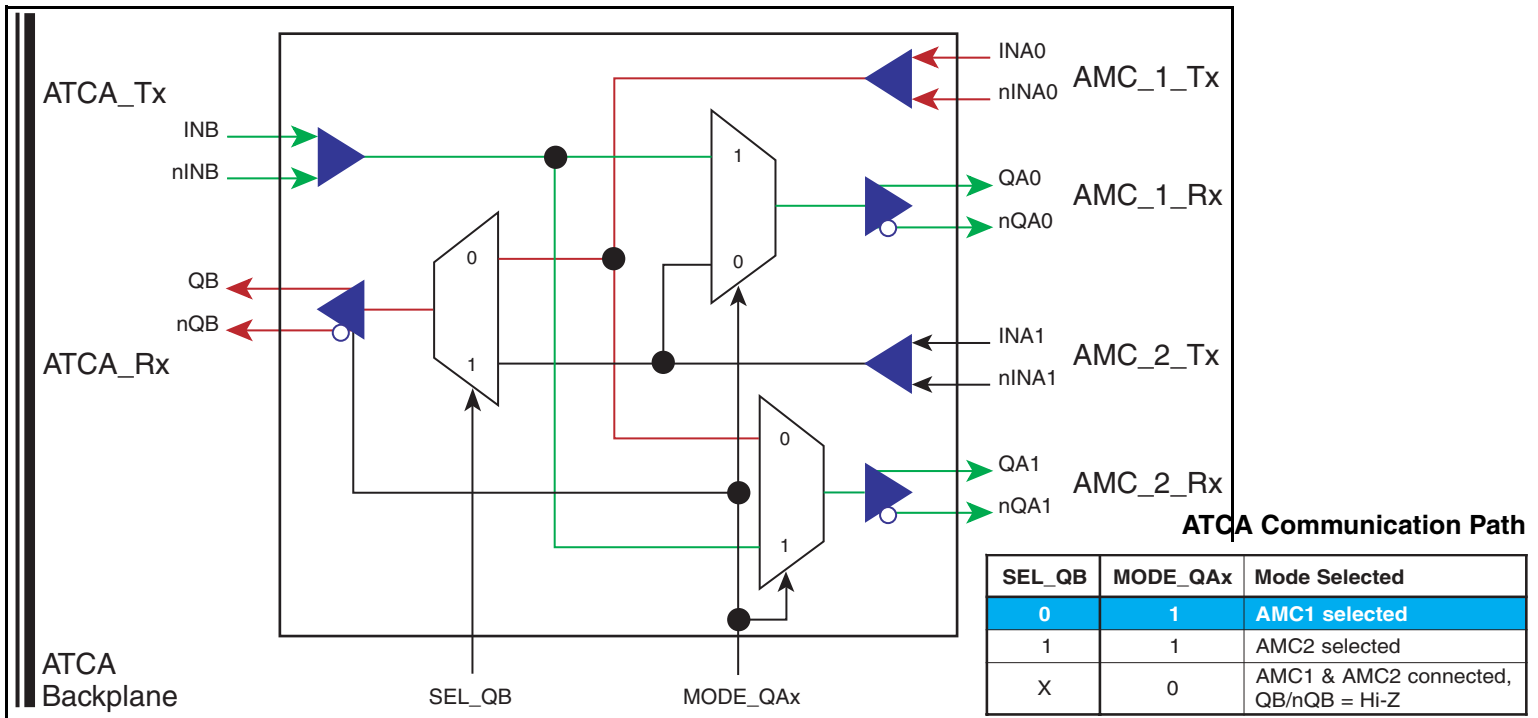 INA0
AMC_1_Tx
nINA0
ATCA_Tx
INB
nINB
1
QA0
AMC_1_Rx
nQA0
0
0
QB
nQB
INA1
AMC_2_Tx
nINA1
ATCA_Rx
1
0
QA1
AMC_2_Rx
nQA1
1
ATCA
Backplane
SEL_QB
MODE_QAx
ATCA Communication Path
SEL_QB MODE_QAx Mode Selected
0 1 AMC1 selected
1 1 AMC2 selected
X 0 AMC1 & AMC2 connected,
QB/nQB = Hi-Z